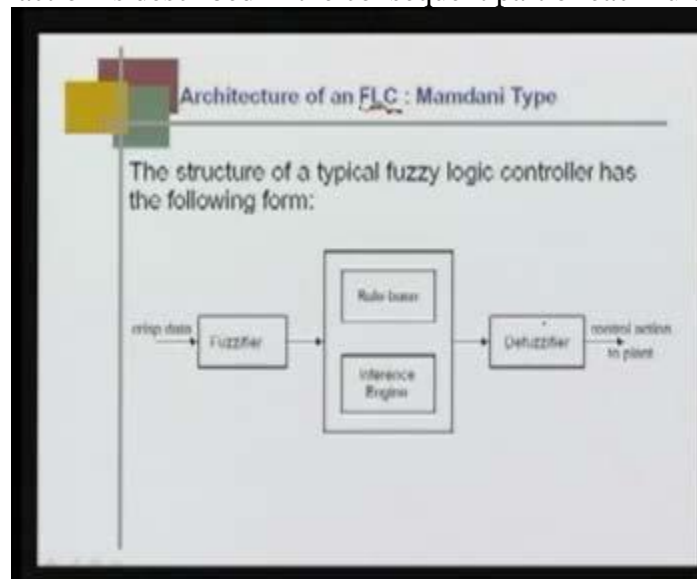 Architecture of an FLC : Mamdani Type
The structure of a typical fuzzy logic controller has
the following form:
Rule base
crisp data
Fuzzifier
Defuzzifier
control action
to plant
Inference
Engine